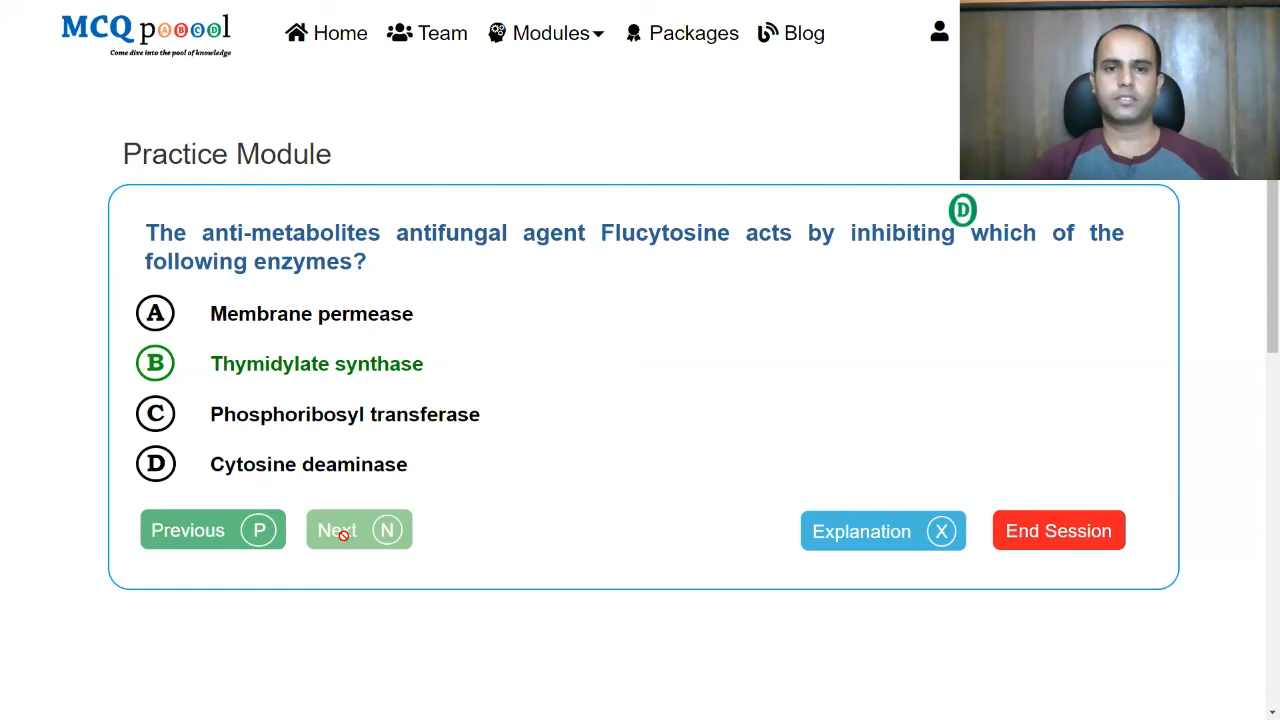 MCQ pABCDl
Come dive into the pool of knowledge
Home Team Modules Packages Blog
Practice Module
D
The anti-metabolites antifungal agent Flucytosine acts by inhibiting which of the
following enzymes?
A Membrane permease
B Thymidylate synthase
C Phosphoribosyl transferase
D Cytosine deaminase
Previous P Next N Explanation X End Session